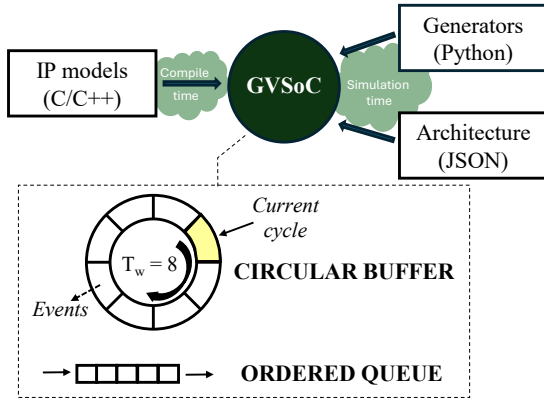 Generators
(Python)
IP models
(C/C++)
Compile
time
GVSoC
Simulation
time
Architecture
(JSON)
Current
cycle
T_w = 8
CIRCULAR BUFFER
Events
ORDERED QUEUE